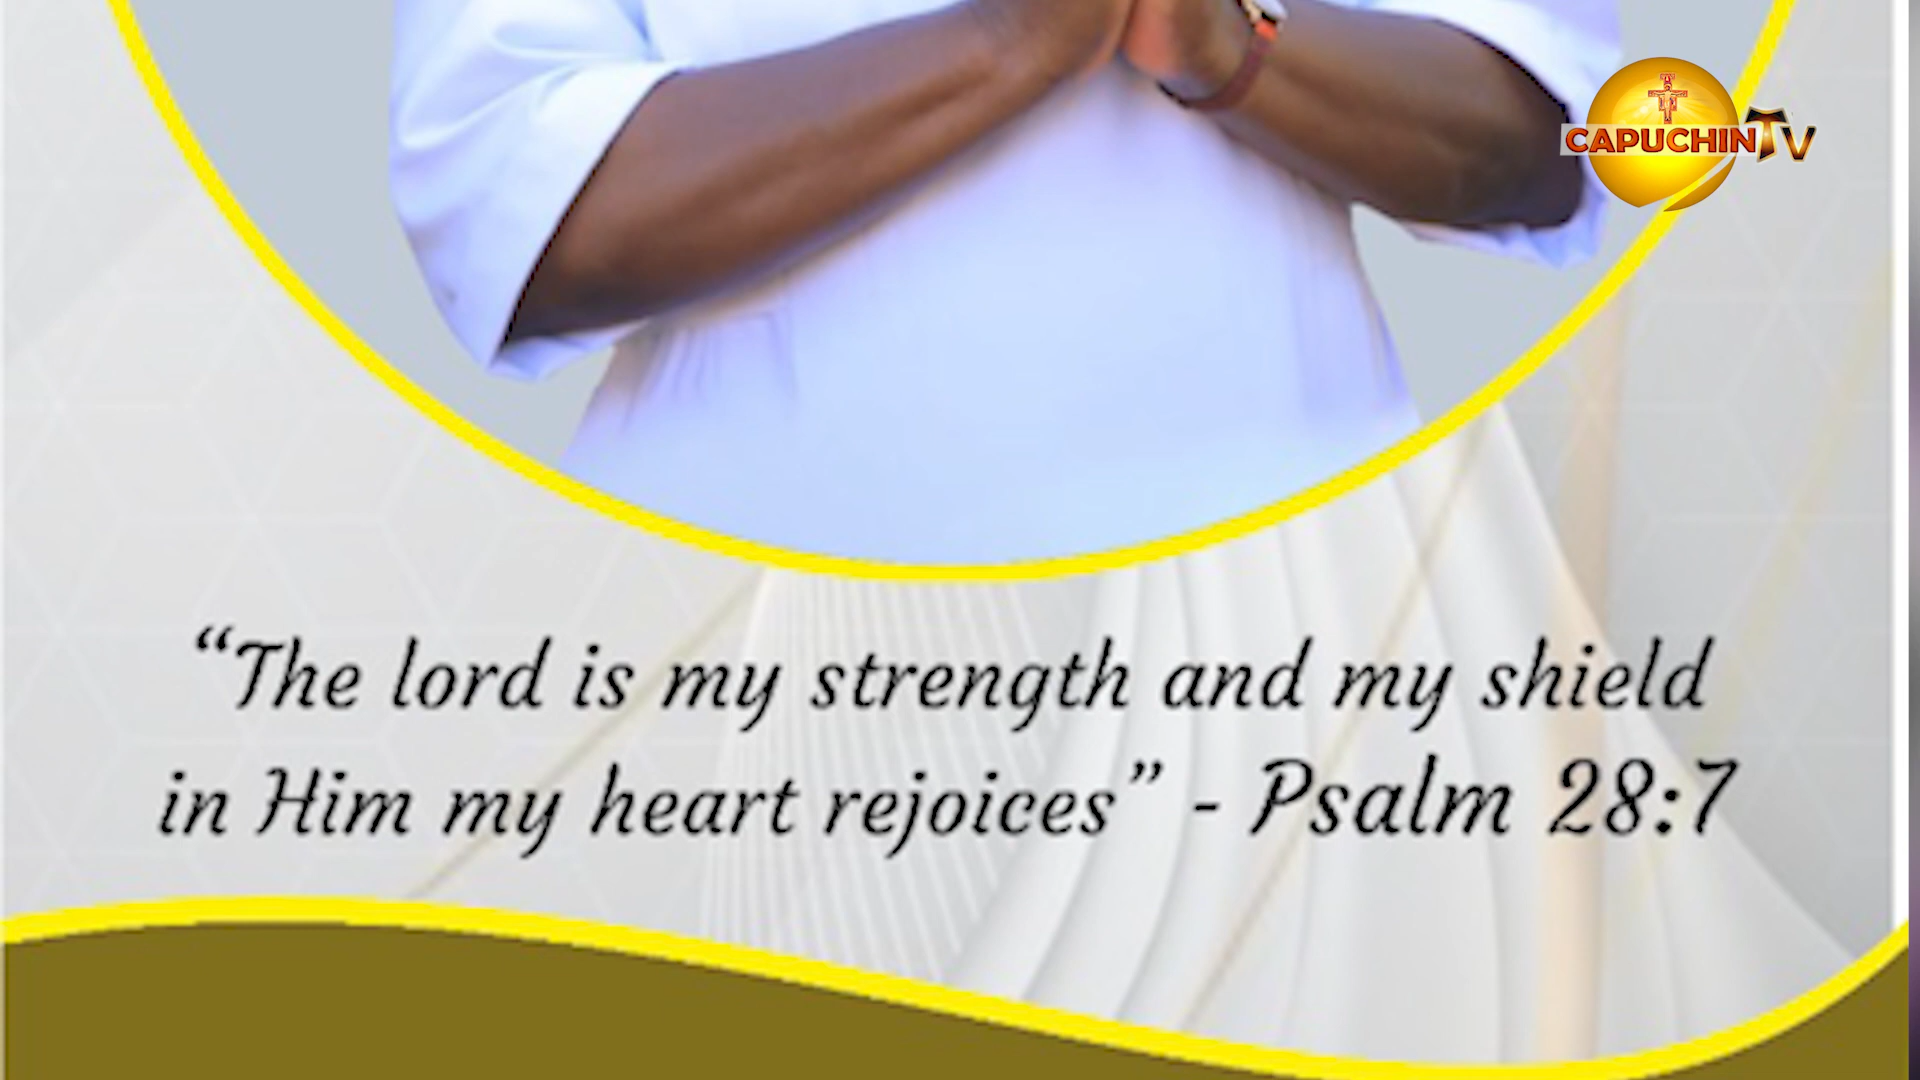 CAPUCHIN TV
“The lord is my strength and my shield
in Him my heart rejoices” - Psalm 28:7